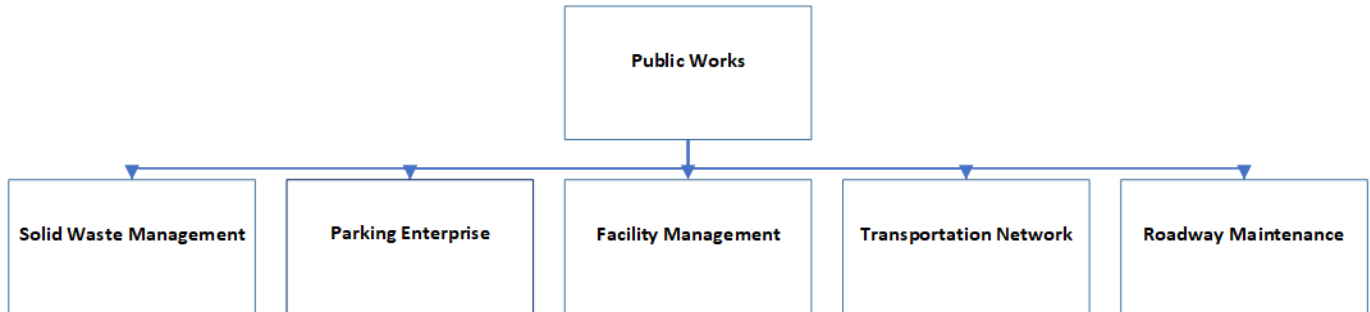 Public Works
Solid Waste Management
Parking Enterprise
Facility Management
Transportation Network
Roadway Maintenance